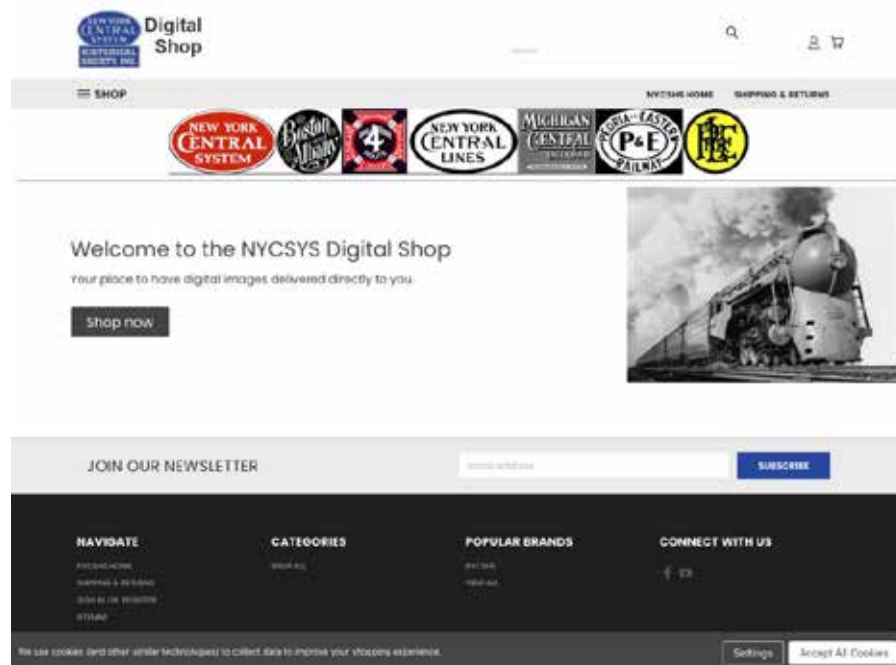 NEW YORK
CENTRAL
SYSTEM
HISTORICAL
SOCIETY INC.
Digital
Shop
SHOP
NYCSHS HOME SHIPPING & RETURNS
NEW YORK
CENTRAL
SYSTEM
Boston
Albany
4
NEW YORK
CENTRAL
LINES
MICHIGAN
CENTRAL
PEORIA AND EASTERN
P&E
RAILWAY
Welcome to the NYCSYS Digital Shop
Your place to have digital images delivered directly to you.
Shop now
JOIN OUR NEWSLETTER
Email address
SUBSCRIBE
NAVIGATE
NYCSHS HOME
SHIPPING & RETURNS
SIGN IN OR REGISTER
SITEMAP
CATEGORIES
SHOP ALL
POPULAR BRANDS
NYCSHS
VIEW ALL
CONNECT WITH US
We use cookies (and other similar technologies) to collect data to improve your shopping experience.
Settings
Accept All Cookies